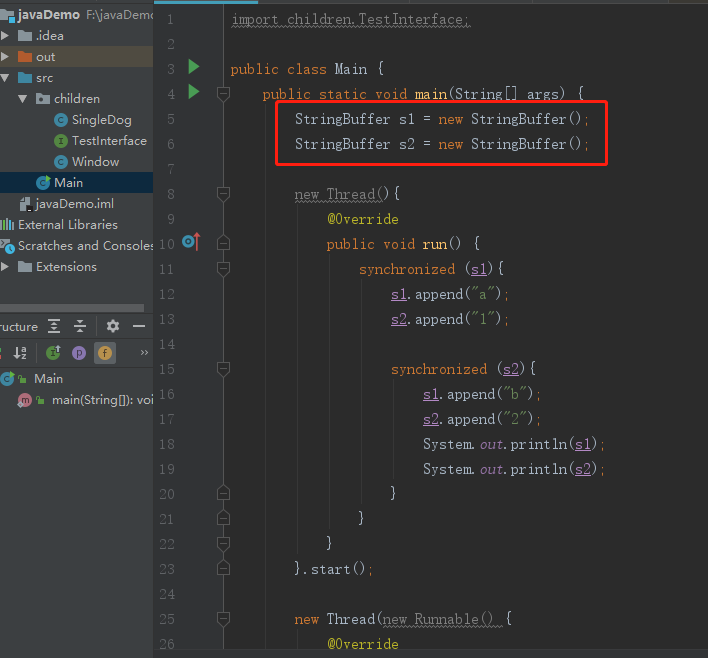 javaDemo F:\javaDemo
.idea
out
src
children
SingleDog
TestInterface
Window
Main
javaDemo.iml
External Libraries
Scratches and Consoles
Extensions
ructure
Main
main(String[]): voi
1 import children.TestInterface;
2
3 public class Main {
4 public static void main(String[] args) {
5 StringBuffer s1 = new StringBuffer();
6 StringBuffer s2 = new StringBuffer();
7
8 new Thread(){
9 @Override
10 public void run() {
11 synchronized (s1){
12 s1.append("a");
13 s2.append("1");
14
15 synchronized (s2){
16 s1.append("b");
17 s2.append("2");
18 System.out.println(s1);
19 System.out.println(s2);
20 }
21 }
22 }
23 }.start();
24
25 new Thread(new Runnable() {
26 @Override